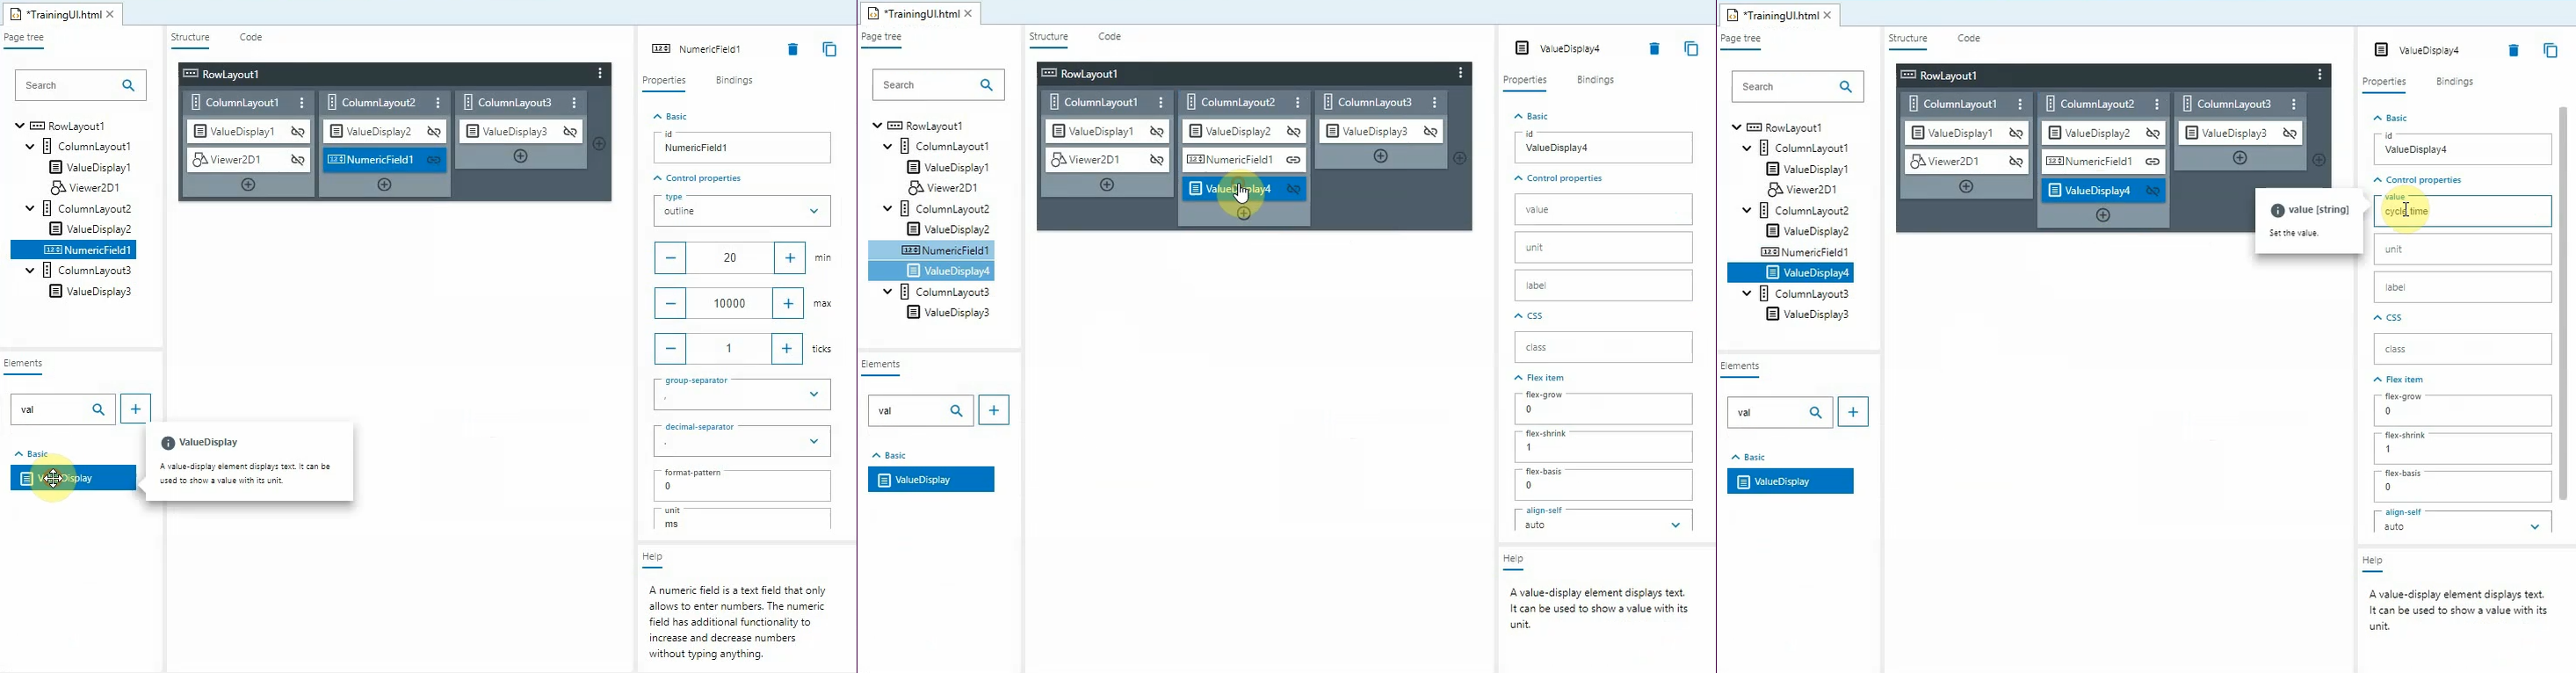 *TrainingUI.html
Page tree
Search
RowLayout1
ColumnLayout1
ValueDisplay1
Viewer2D1
ColumnLayout2
ValueDisplay2
NumericField1
ColumnLayout3
ValueDisplay3
Elements
val
Basic
ValueDisplay
A value-display element displays text. It can be
used to show a value with its unit.
Structure Code
RowLayout1
ColumnLayout1 ColumnLayout2 ColumnLayout3
ValueDisplay1 ValueDisplay2 ValueDisplay3
Viewer2D1 NumericField1
NumericField1
Properties Bindings
Basic
id
NumericField1
Control properties
type
outline
20 min
10000 max
1 ticks
group-separator
,
decimal-separator
format-pattern
0
unit
ms
Help
A numeric field is a text field that only
allows to enter numbers. The numeric
field has additional functionality to
increase and decrease numbers
without typing anything.
*TrainingUI.html
Page tree
Search
RowLayout1
ColumnLayout1
ValueDisplay1
Viewer2D1
ColumnLayout2
ValueDisplay2
NumericField1
ValueDisplay4
ColumnLayout3
ValueDisplay3
Elements
val
Basic
ValueDisplay
Structure Code
RowLayout1
ColumnLayout1 ColumnLayout2 ColumnLayout3
ValueDisplay1 ValueDisplay2 ValueDisplay3
Viewer2D1 NumericField1
ValueDisplay4
ValueDisplay4
Properties Bindings
Basic
id
ValueDisplay4
Control properties
value
unit
label
CSS
class
Flex item
flex-grow
0
flex-shrink
1
flex-basis
0
align-self
auto
Help
A value-display element displays text.
It can be used to show a value with its
unit.
*TrainingUI.html
Page tree
Search
RowLayout1
ColumnLayout1
ValueDisplay1
Viewer2D1
ColumnLayout2
ValueDisplay2
NumericField1
ValueDisplay4
ColumnLayout3
ValueDisplay3
Elements
val
Basic
ValueDisplay
Structure Code
RowLayout1
ColumnLayout1 ColumnLayout2 ColumnLayout3
ValueDisplay1 ValueDisplay2 ValueDisplay3
Viewer2D1 NumericField1
ValueDisplay4
value [string]
Set the value.
ValueDisplay4
Properties Bindings
Basic
id
ValueDisplay4
Control properties
value
cycle time
unit
label
CSS
class
Flex item
flex-grow
0
flex-shrink
1
flex-basis
0
align-self
auto
Help
A value-display element displays text.
It can be used to show a value with its
unit.